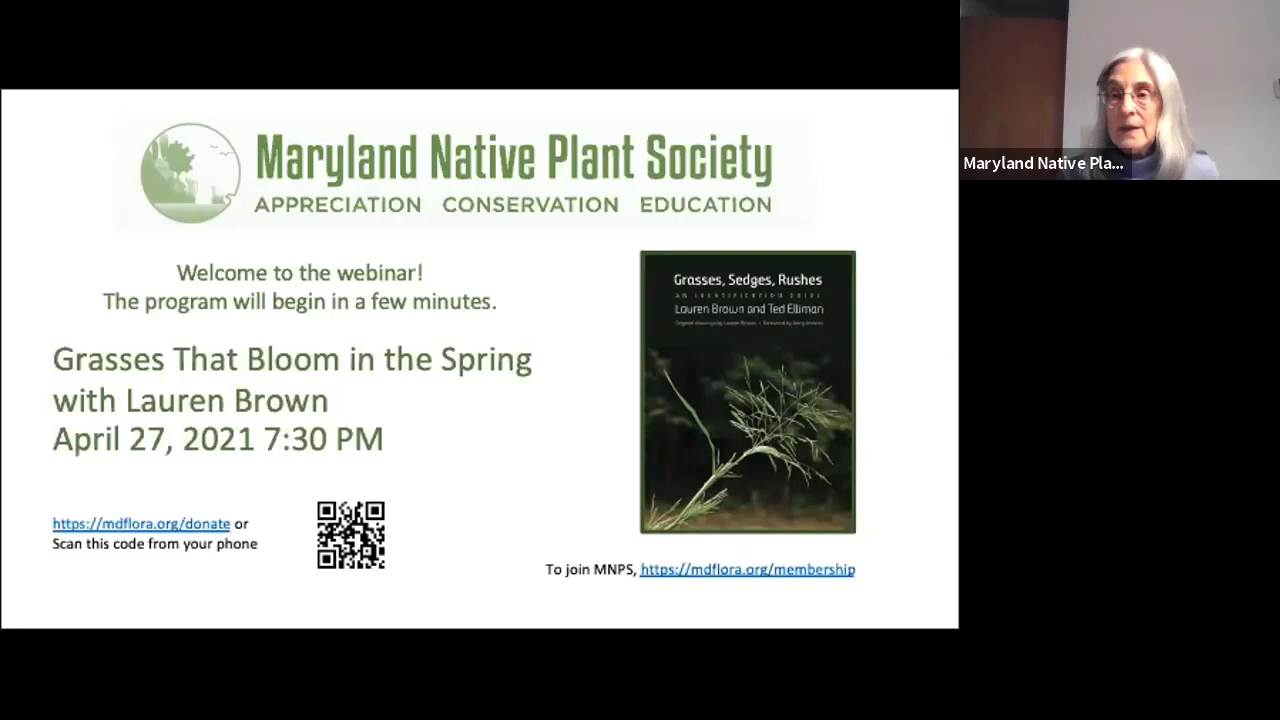 Maryland Native Plant Society
APPRECIATION CONSERVATION EDUCATION
Welcome to the webinar!
The program will begin in a few minutes.
Grasses That Bloom in the Spring
with Lauren Brown
April 27, 2021 7:30 PM
https://mdflora.org/donate or
Scan this code from your phone
Grasses, Sedges, Rushes
AN IDENTIFICATION GUIDE
Lauren Brown and Ted Elliman
To join MNPS, https://mdflora.org/membership
Maryland Native Pla...